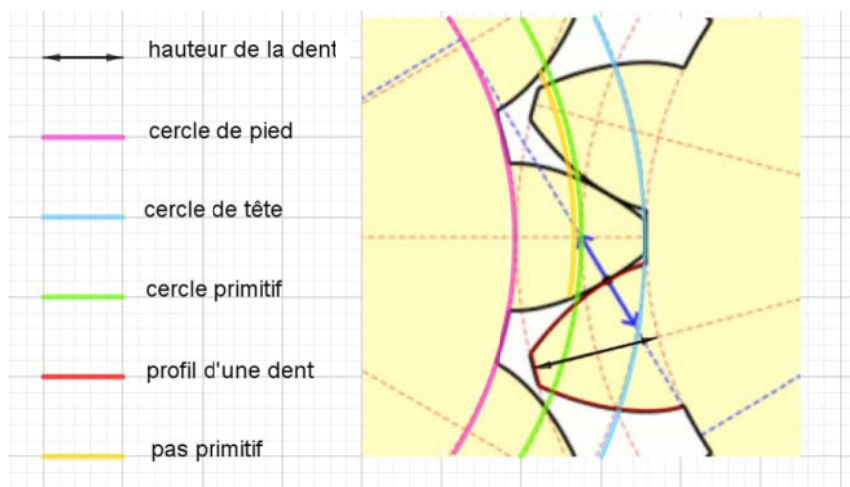 hauteur de la dent
cercle de pied
cercle de tête
cercle primitif
profil d'une dent
pas primitif